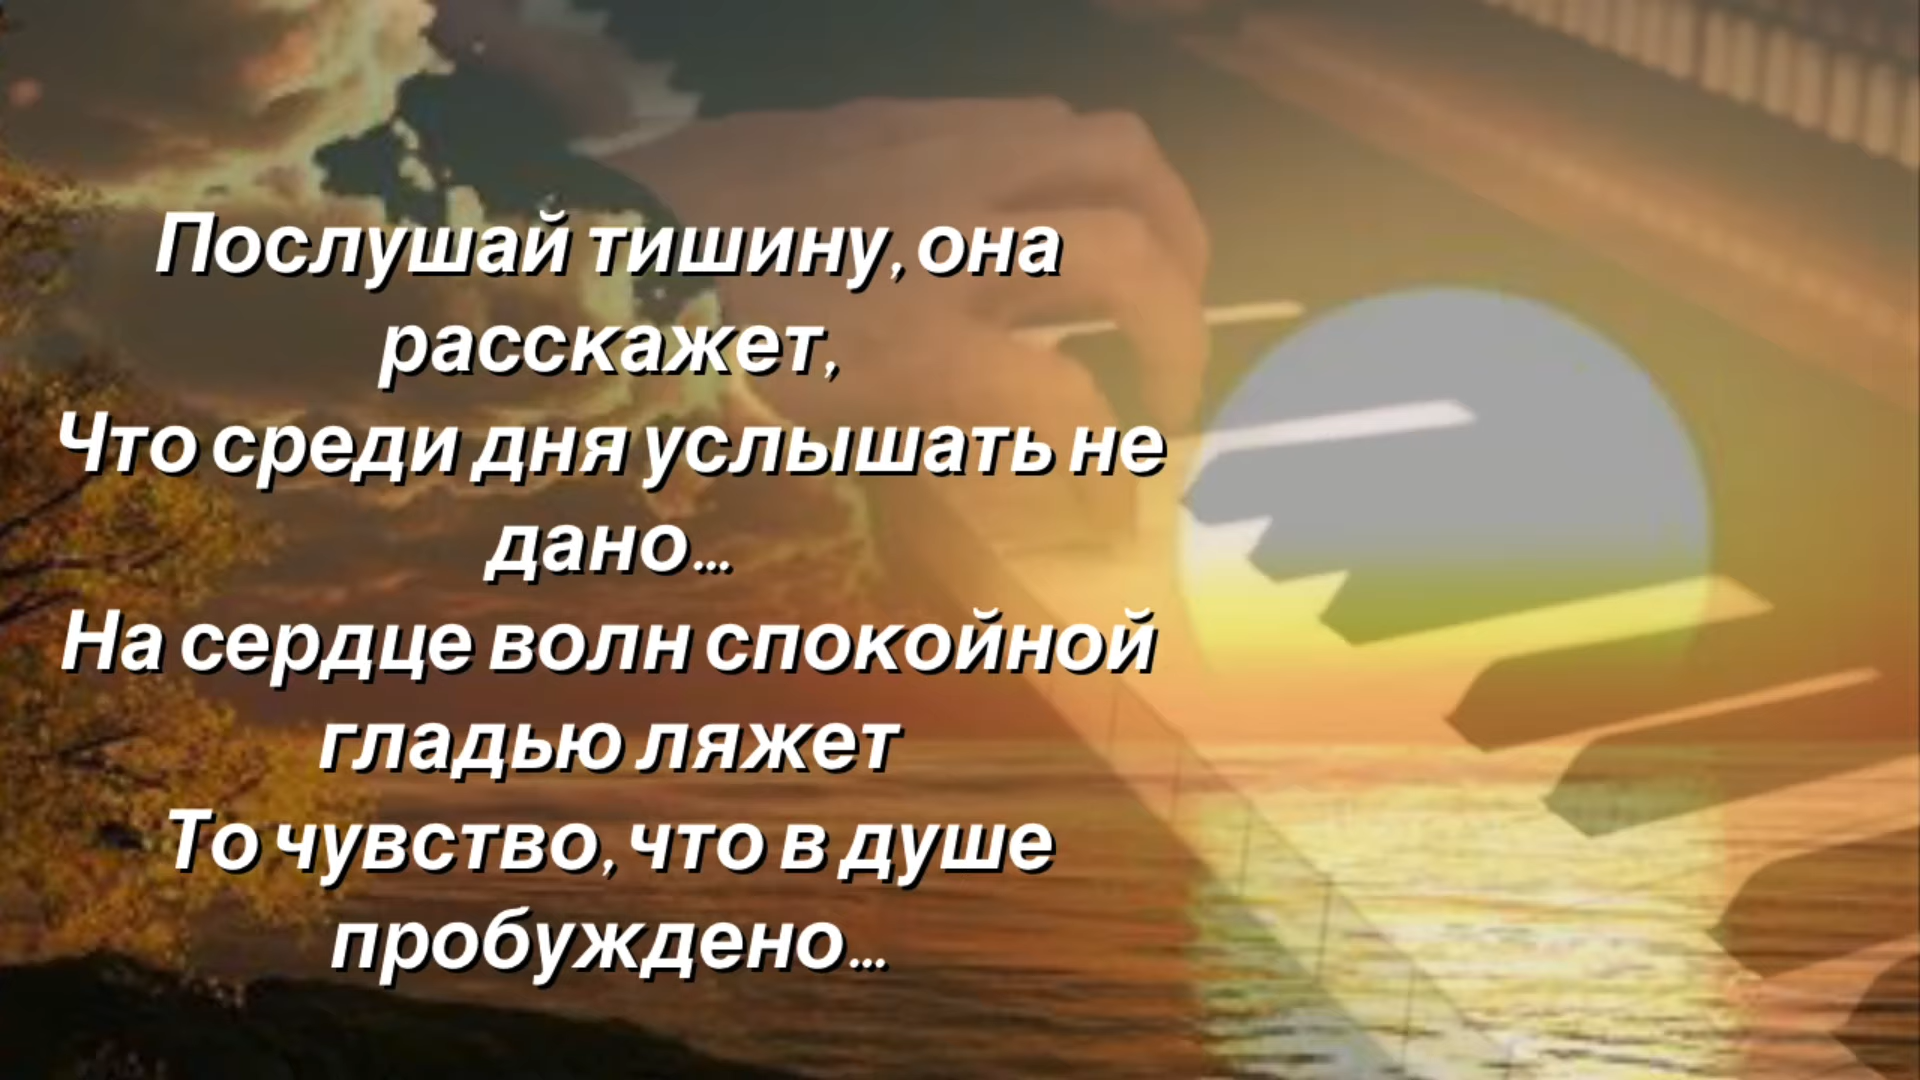 Послушай тишину, она
расскажет,
Что среди дня услышать не
дано...
На сердце волн спокойной
гладью ляжет
То чувство, что в душе
пробуждено...